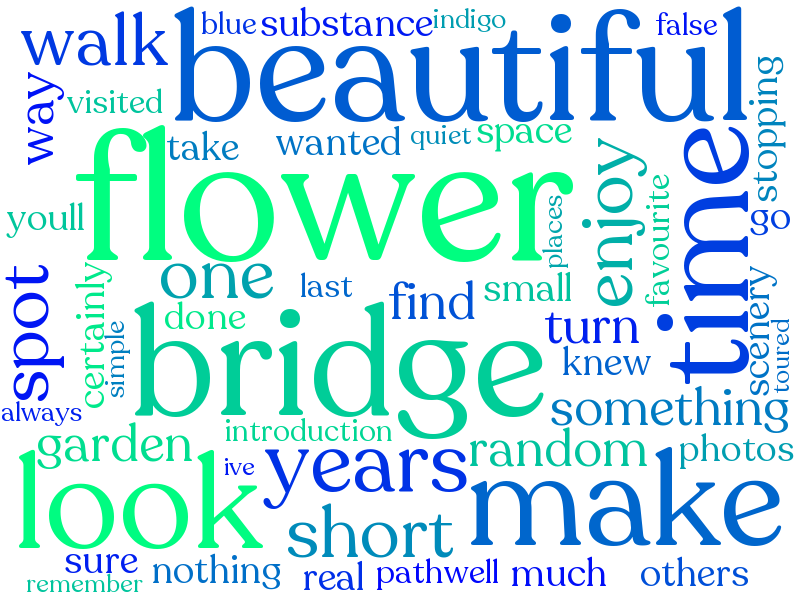 blue substance indigo false
walk beautiful
way visited stopping
take wanted quiet space
flower time enjoy
youll places favourite go
one last find small
spot certainly simple done turn scenery toured
bridge knew
always introduction something
garden random photos
look ive years make
short
sure nothing real pathwell much others
remember